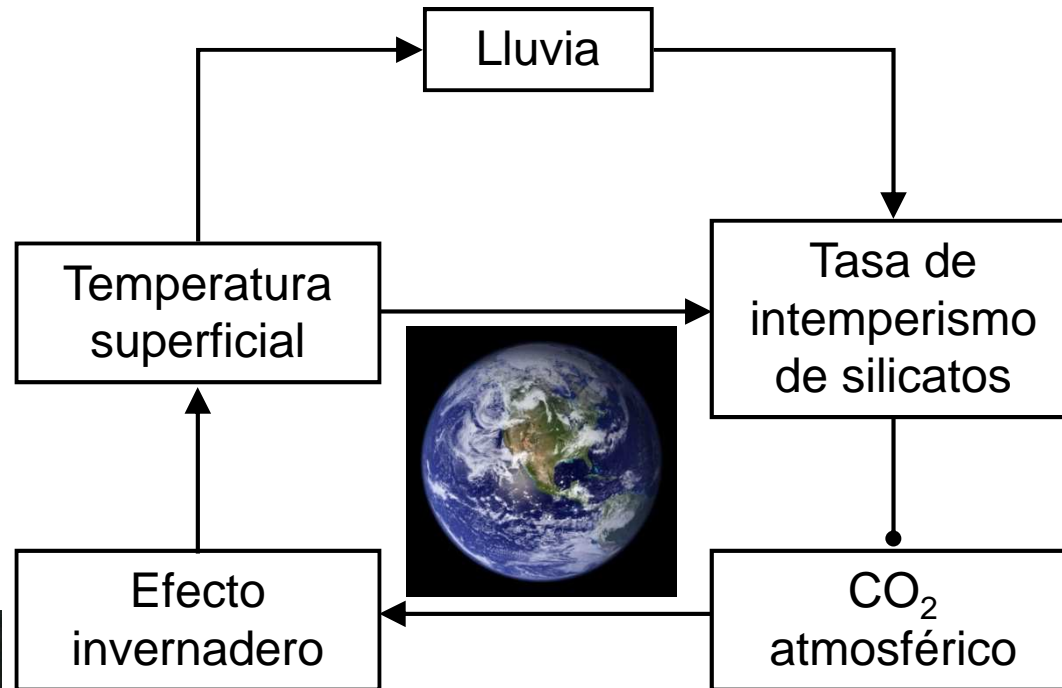 Lluvia
Temperatura
superficial
Tasa de
intemperismo
de silicatos
Efecto
invernadero
CO₂
atmosférico